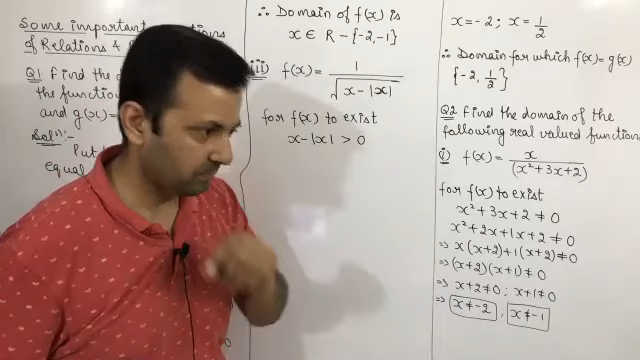 Some important
of Relations &
Q1 Find the
the function
and g(x) =
Soln:-
Put
equal
0
∴ Domain of f(x) is
x ∈ R - {-2, -1}
(ii) f(x) = 1 / √(x - |x|)
for f(x) to exist
x - |x| > 0
x = -2 ; x = 1/2
∴ Domain for which f(x) = g(x)
{-2, 1/2}
Q2 Find the domain of the
following real valued functions
(i) f(x) = x / (x² + 3x + 2)
for f(x) to exist
x² + 3x + 2 ≠ 0
x² + 2x + 1x + 2 ≠ 0
⇒ x(x+2) + 1(x+2) ≠ 0
⇒ (x+2)(x+1) ≠ 0
⇒ x+2 ≠ 0 ; x+1 ≠ 0
⇒ x ≠ -2 , x ≠ -1